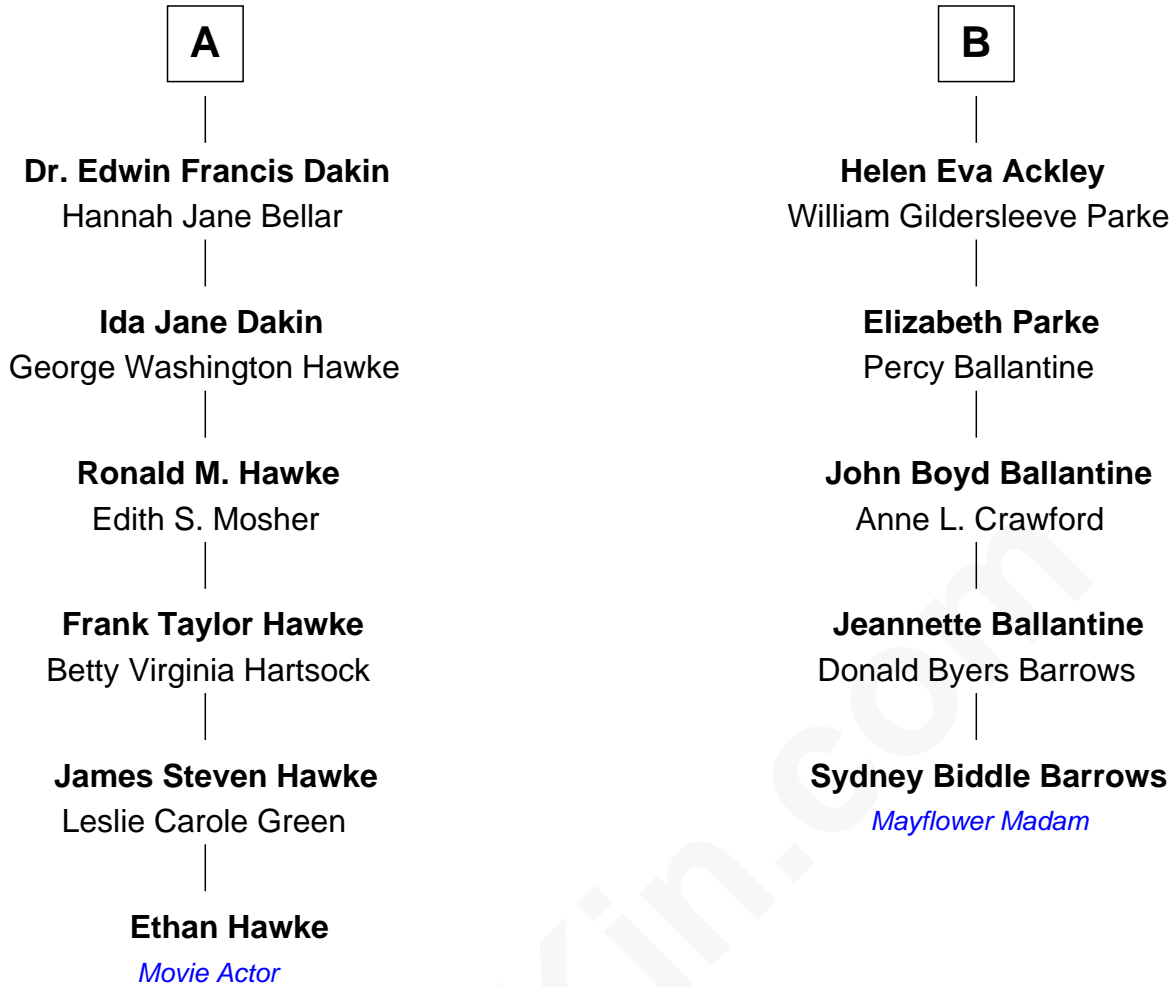 A
Dr. Edwin Francis Dakin
Hannah Jane Bellar
Ida Jane Dakin
George Washington Hawke
Ronald M. Hawke
Edith S. Mosher
Frank Taylor Hawke
Betty Virginia Hartsock
James Steven Hawke
Leslie Carole Green
Ethan Hawke
Movie Actor
B
Helen Eva Ackley
William Gildersleeve Parke
Elizabeth Parke
Percy Ballantine
John Boyd Ballantine
Anne L. Crawford
Jeannette Ballantine
Donald Byers Barrows
Sydney Biddle Barrows
Mayflower Madam